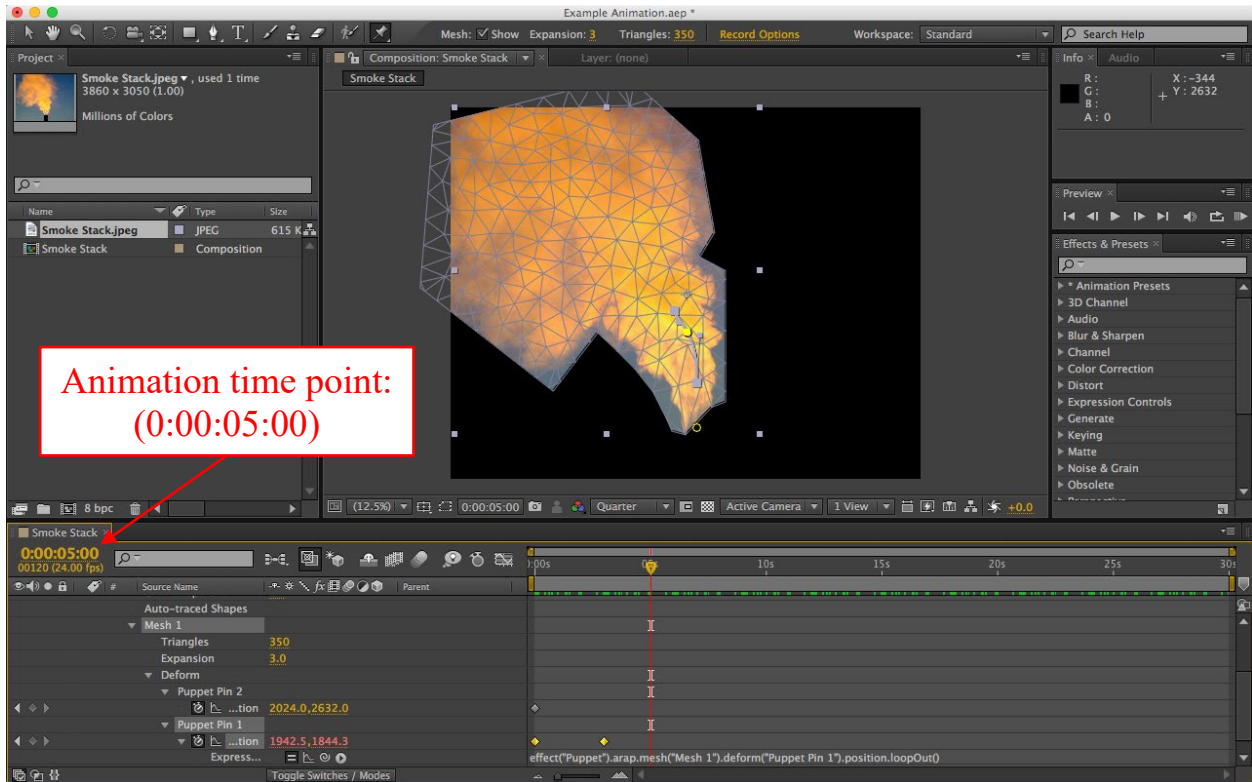 Example Animation.aep *
Mesh: Show Expansion: 3 Triangles: 350 Record Options Workspace: Standard Search Help
Project × Composition: Smoke Stack × Layer: (none) Info × Audio
Smoke Stack.jpeg , used 1 time
3860 x 3050 (1.00)
Millions of Colors
Smoke Stack
R :
G :
B :
A : 0
X : -344
Y : 2632
Name Type Size
Smoke Stack.jpeg JPEG 615 K
Smoke Stack Composition
Preview ×
Effects & Presets ×
* Animation Presets
3D Channel
Audio
Blur & Sharpen
Channel
Color Correction
Distort
Expression Controls
Generate
Keying
Matte
Noise & Grain
Obsolete
Animation time point:
(0:00:05:00)
8 bpc (12.5%) 0:00:05:00 Quarter Active Camera 1 View +0.0
Smoke Stack ×
0:00:05:00
00120 (24.00 fps)
10s 15s 20s 25s
# Source Name fx Parent
Auto-traced Shapes
Mesh 1
Triangles 350
Expansion 3.0
Deform
Puppet Pin 2
...tion 2024.0,2632.0
Puppet Pin 1
...tion 1942.5,1844.3
Express... effect("Puppet").arap.mesh("Mesh 1").deform("Puppet Pin 1").position.loopOut()
Toggle Switches / Modes